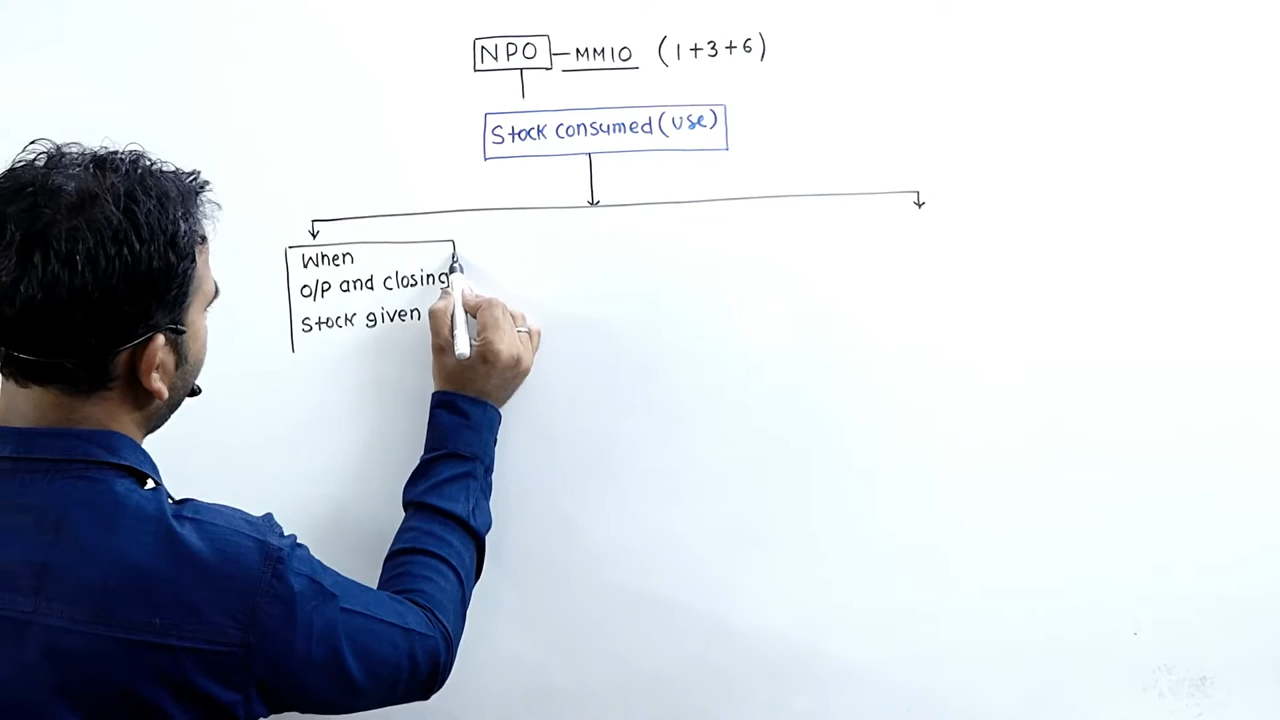 NPO — MM10 (1+3+6)
Stock consumed (use)
When
O/P and closing
Stock given